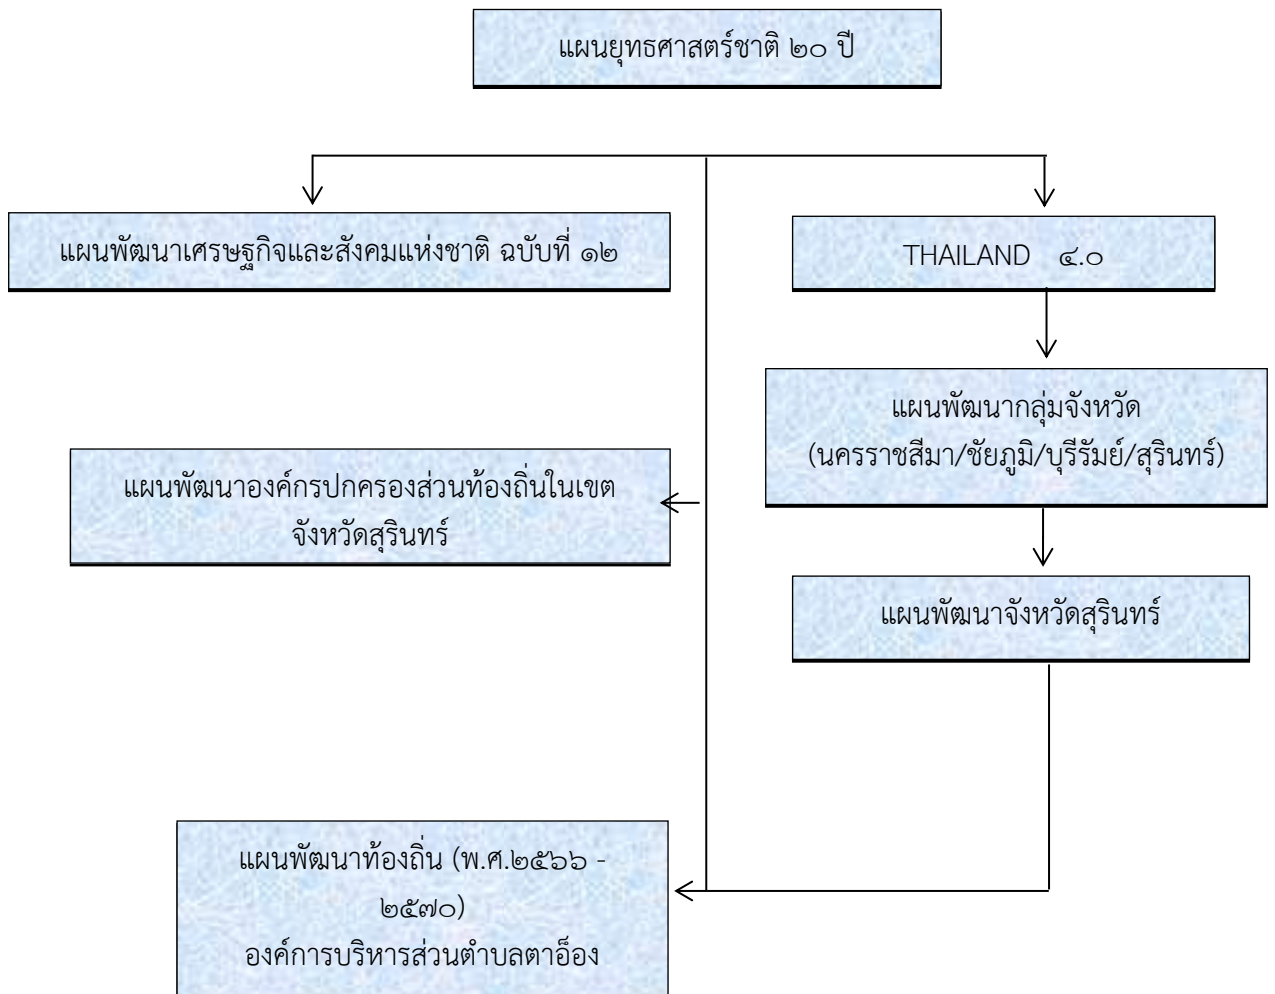 แผนยุทธศาสตร์ชาติ ๒๐ ปี
แผนพัฒนาเศรษฐกิจและสังคมแห่งชาติ ฉบับที่ ๑๒
THAILAND ๔.๐
แผนพัฒนากลุ่มจังหวัด
(นครราชสีมา/ชัยภูมิ/บุรีรัมย์/สุรินทร์)
แผนพัฒนาองค์กรปกครองส่วนท้องถิ่นในเขต
จังหวัดสุรินทร์
แผนพัฒนาจังหวัดสุรินทร์
แผนพัฒนาท้องถิ่น (พ.ศ.๒๕๖๖ -
๒๕๗๐)
องค์การบริหารส่วนตำบลตาอ็อง